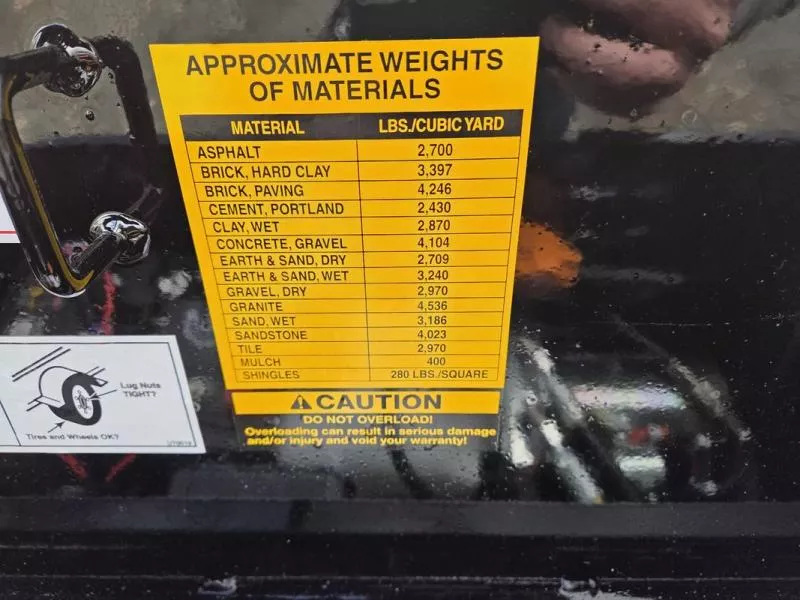 APPROXIMATE WEIGHTS
OF MATERIALS
MATERIAL LBS./CUBIC YARD
ASPHALT 2,700
BRICK, HARD CLAY 3,397
BRICK, PAVING 4,246
CEMENT, PORTLAND 2,430
CLAY, WET 2,870
CONCRETE, GRAVEL 4,104
EARTH & SAND, DRY 2,709
EARTH & SAND, WET 3,240
GRAVEL, DRY 2,970
GRANITE 4,536
SAND, WET 3,186
SANDSTONE 4,023
TILE 2,970
MULCH 400
SHINGLES 280 LBS./SQUARE
CAUTION
DO NOT OVERLOAD!
Overloading can result in serious damage
and/or injury and void your warranty!
Lug Nuts
TIGHT?
Tires and Wheels OK?